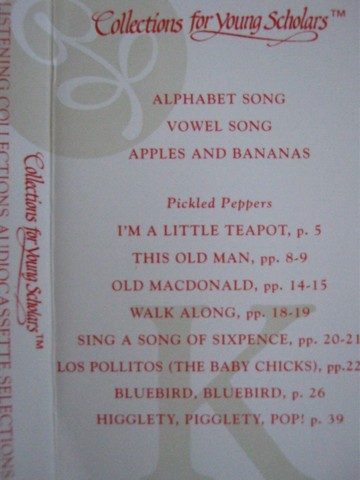 Collections for Young Scholars™
ALPHABET SONG
VOWEL SONG
APPLES AND BANANAS
Pickled Peppers
I'M A LITTLE TEAPOT, p. 5
THIS OLD MAN, pp. 8-9
OLD MACDONALD, pp. 14-15
WALK ALONG, pp. 18-19
SING A SONG OF SIXPENCE, pp. 20-21
LOS POLLITOS (THE BABY CHICKS), pp.22
BLUEBIRD, BLUEBIRD, p. 26
HIGGLETY, PIGGLETY, POP! p. 39
K
Collections for Young Scholars™
LISTENING COLLECTIONS AUDIOCASSETTE SELECTIONS